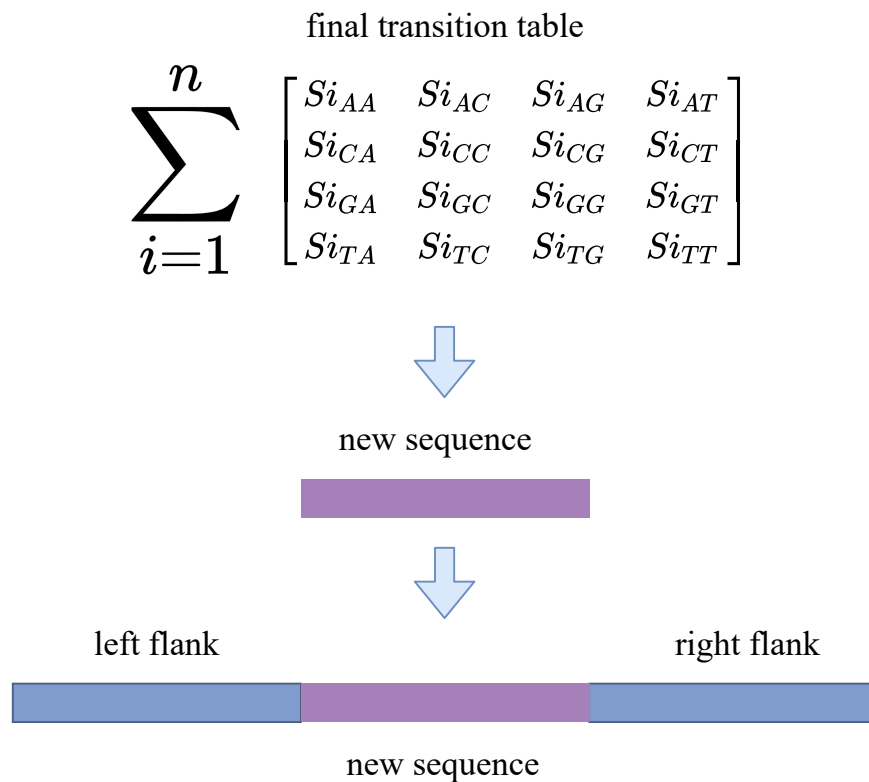 final transition table
n
∑
i=1
Si_AA Si_AC Si_AG Si_AT
Si_CA Si_CC Si_CG Si_CT
Si_GA Si_GC Si_GG Si_GT
Si_TA Si_TC Si_TG Si_TT
new sequence
left flank right flank
new sequence